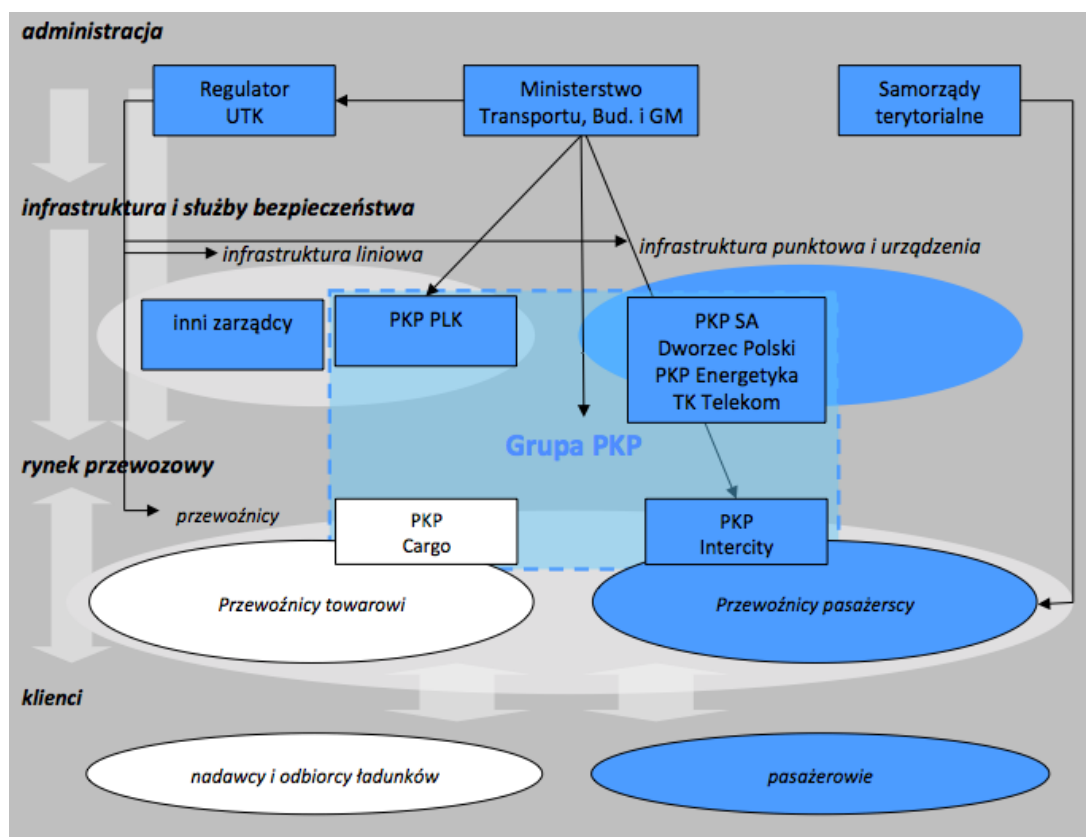 administracja
Regulator
UTK
Ministerstwo
Transportu, Bud. i GM
Samorządy
terytorialne
infrastruktura i służby bezpieczeństwa
infrastruktura liniowa
infrastruktura punktowa i urządzenia
inni zarządcy
PKP PLK
PKP SA
Dworzec Polski
PKP Energetyka
TK Telekom
Grupa PKP
rynek przewozowy
przewoźnicy
PKP
Cargo
PKP
Intercity
Przewoźnicy towarowi
Przewoźnicy pasażerscy
klienci
nadawcy i odbiorcy ładunków
pasażerowie